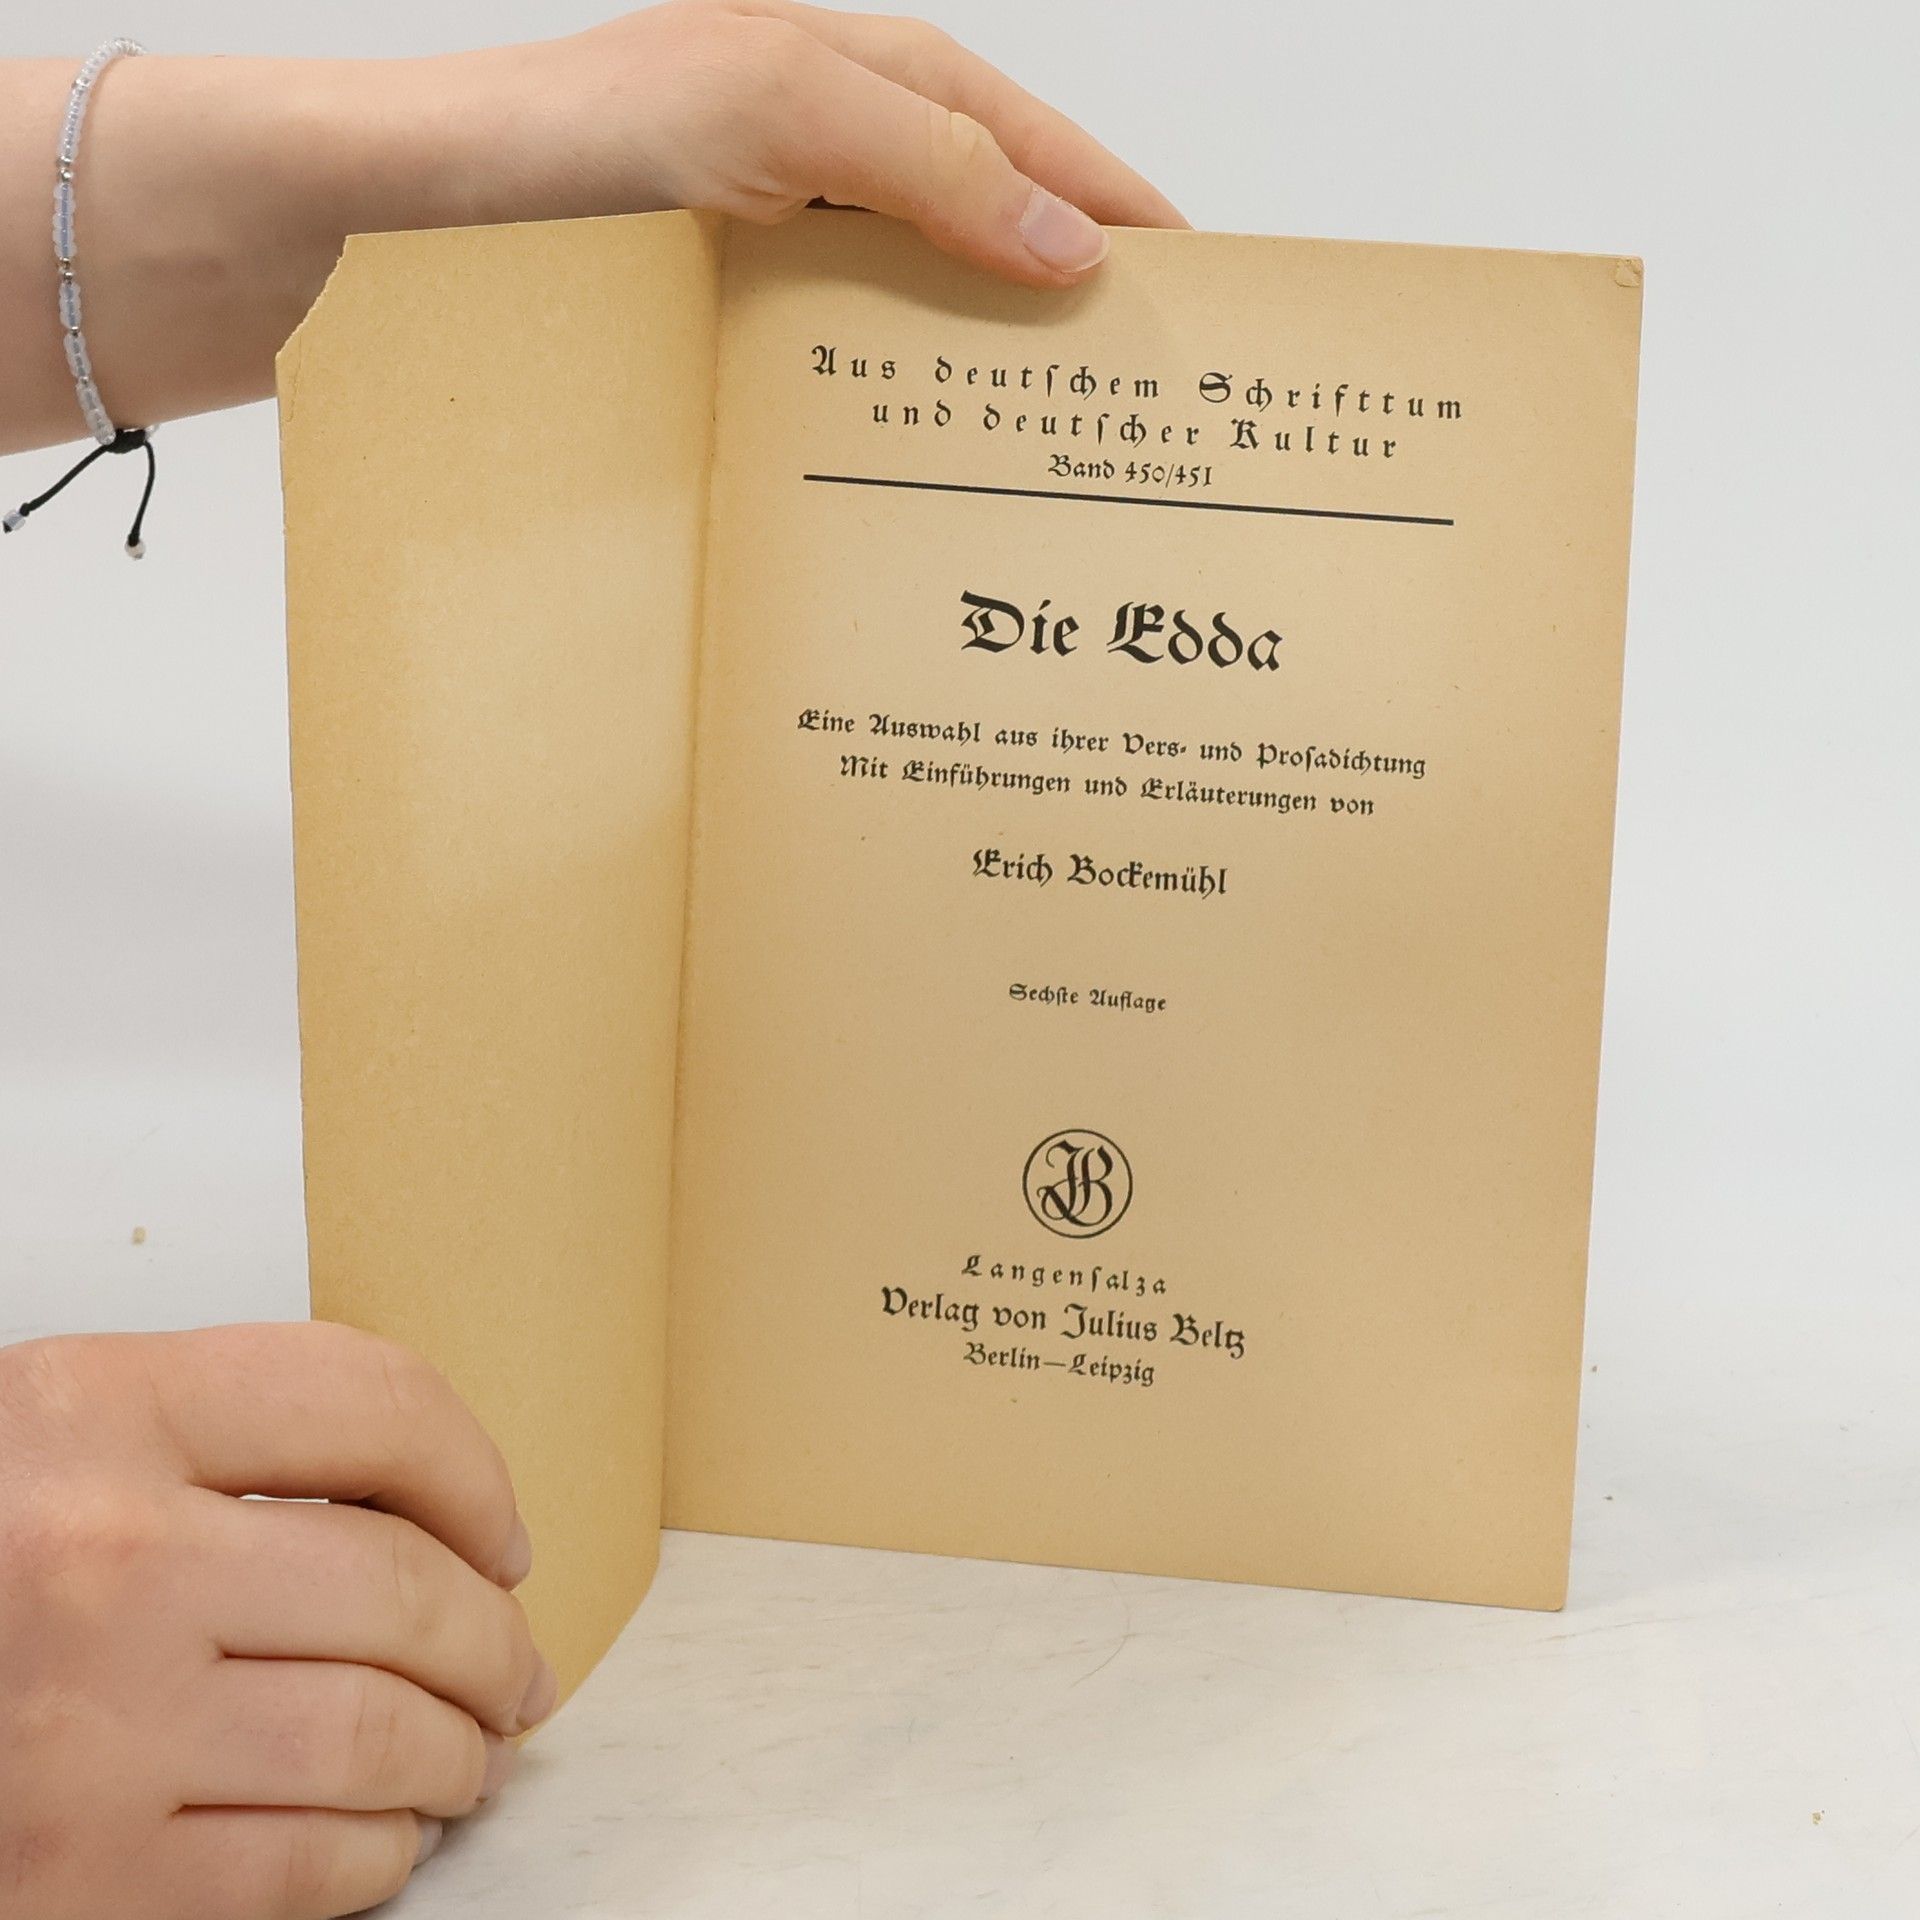 Aus deutschem Schrifttum
und deutscher Kultur
Band 450/451
Die Edda
Eine Auswahl aus ihrer Vers- und Prosadichtung
Mit Einführungen und Erläuterungen von
Erich Bockemühl
Sechste Auflage
JB
Langensalza
Verlag von Julius Beltz
Berlin—Leipzig